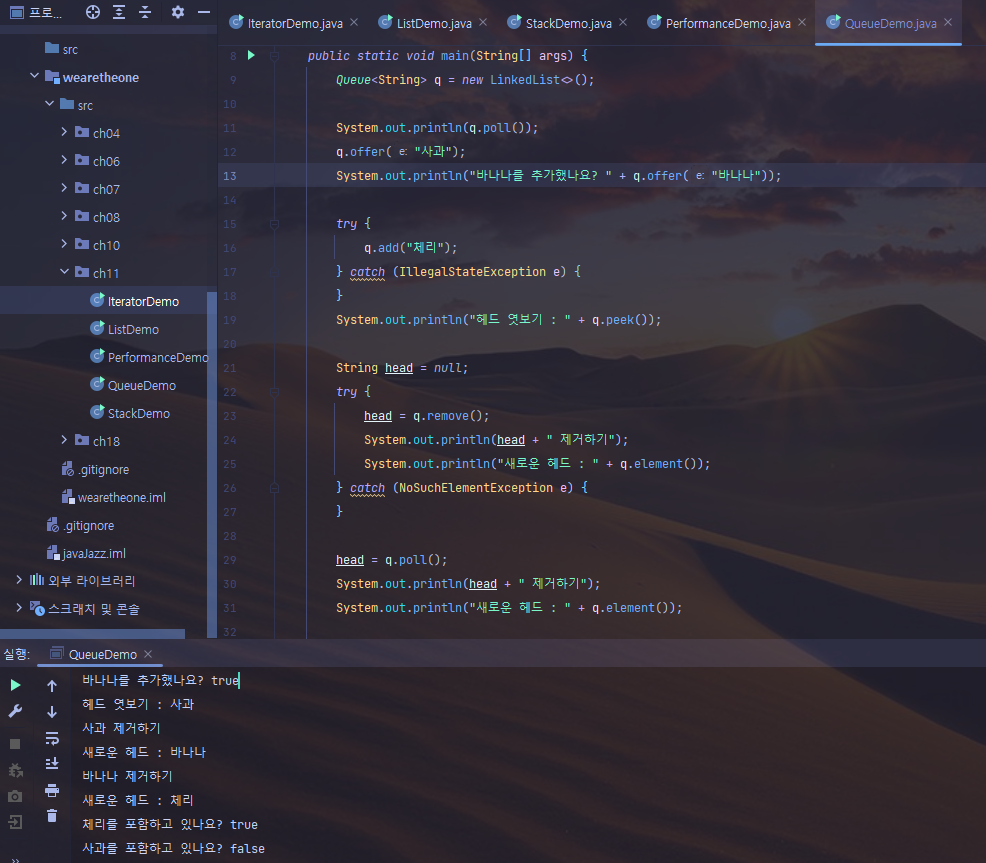 프로...
IteratorDemo.java
ListDemo.java
StackDemo.java
PerformanceDemo.java
QueueDemo.java
src
wearetheone
src
ch04
ch06
ch07
ch08
ch10
ch11
IteratorDemo
ListDemo
PerformanceDemo
QueueDemo
StackDemo
ch18
.gitignore
wearetheone.iml
.gitignore
javaJazz.iml
외부 라이브러리
스크래치 및 콘솔
8 public static void main(String[] args) {
9 Queue<String> q = new LinkedList<>();
10
11 System.out.println(q.poll());
12 q.offer( e: "사과");
13 System.out.println("바나나를 추가했나요? " + q.offer( e: "바나나"));
14
15 try {
16 q.add("체리");
17 } catch (IllegalStateException e) {
18 }
19 System.out.println("헤드 엿보기 : " + q.peek());
20
21 String head = null;
22 try {
23 head = q.remove();
24 System.out.println(head + " 제거하기");
25 System.out.println("새로운 헤드 : " + q.element());
26 } catch (NoSuchElementException e) {
27 }
28
29 head = q.poll();
30 System.out.println(head + " 제거하기");
31 System.out.println("새로운 헤드 : " + q.element());
32
실행: QueueDemo
바나나를 추가했나요? true
헤드 엿보기 : 사과
사과 제거하기
새로운 헤드 : 바나나
바나나 제거하기
새로운 헤드 : 체리
체리를 포함하고 있나요? true
사과를 포함하고 있나요? false